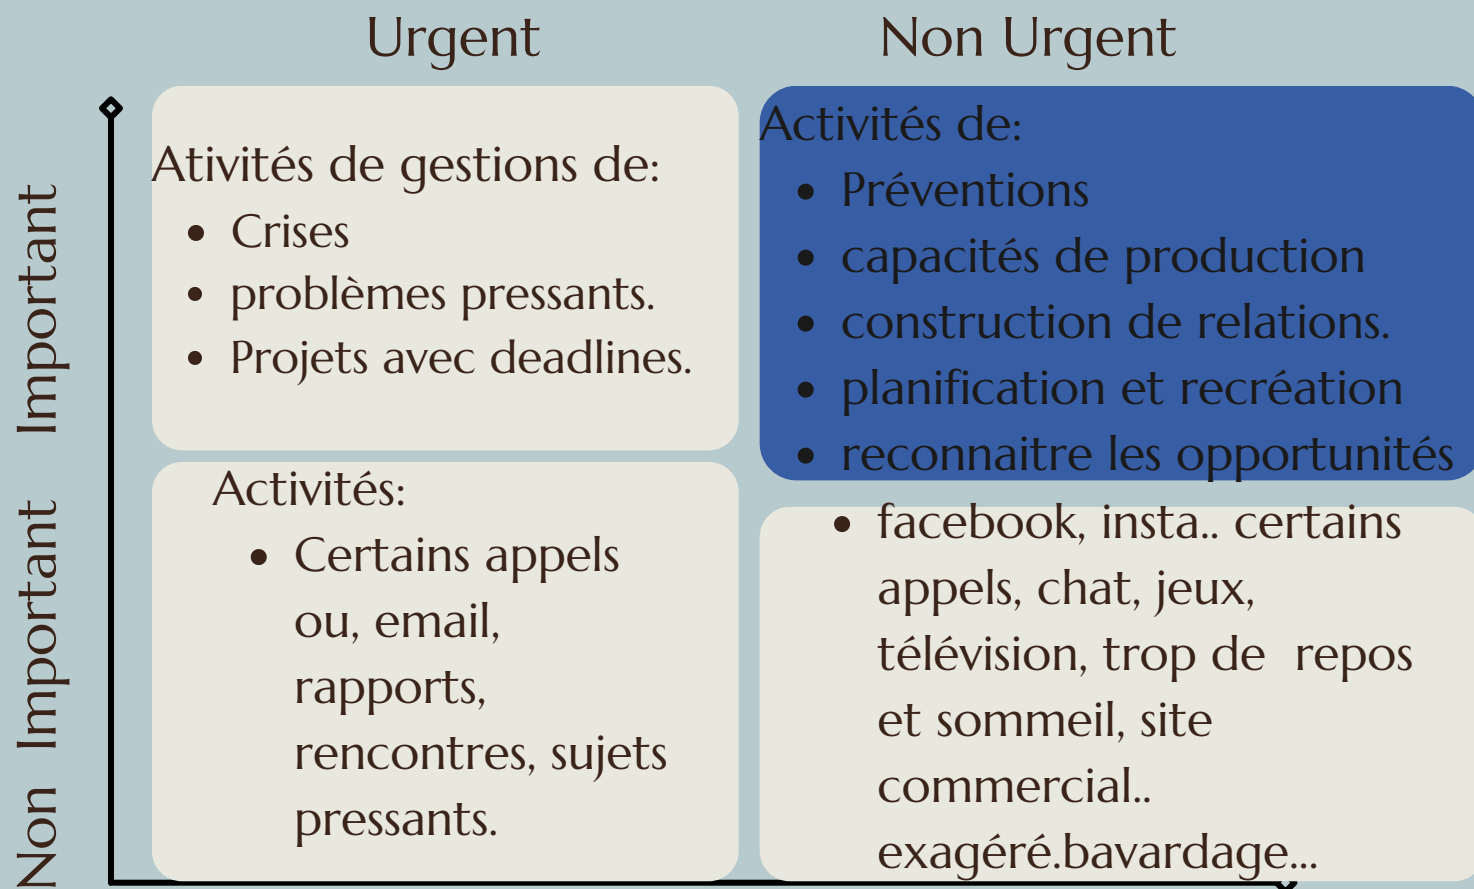 Urgent
Non Urgent
Important
Ativités de gestions de:
Crises
problèmes pressants.
Projets avec deadlines.
Activités de:
Préventions
capacités de production
construction de relations.
planification et recréation
reconnaitre les opportunités
Non Important
Activités:
Certains appels
ou, email,
rapports,
rencontres, sujets
pressants.
facebook, insta.. certains
appels, chat, jeux,
télévision, trop de repos
et sommeil, site
commercial..
exagéré.bavardage...